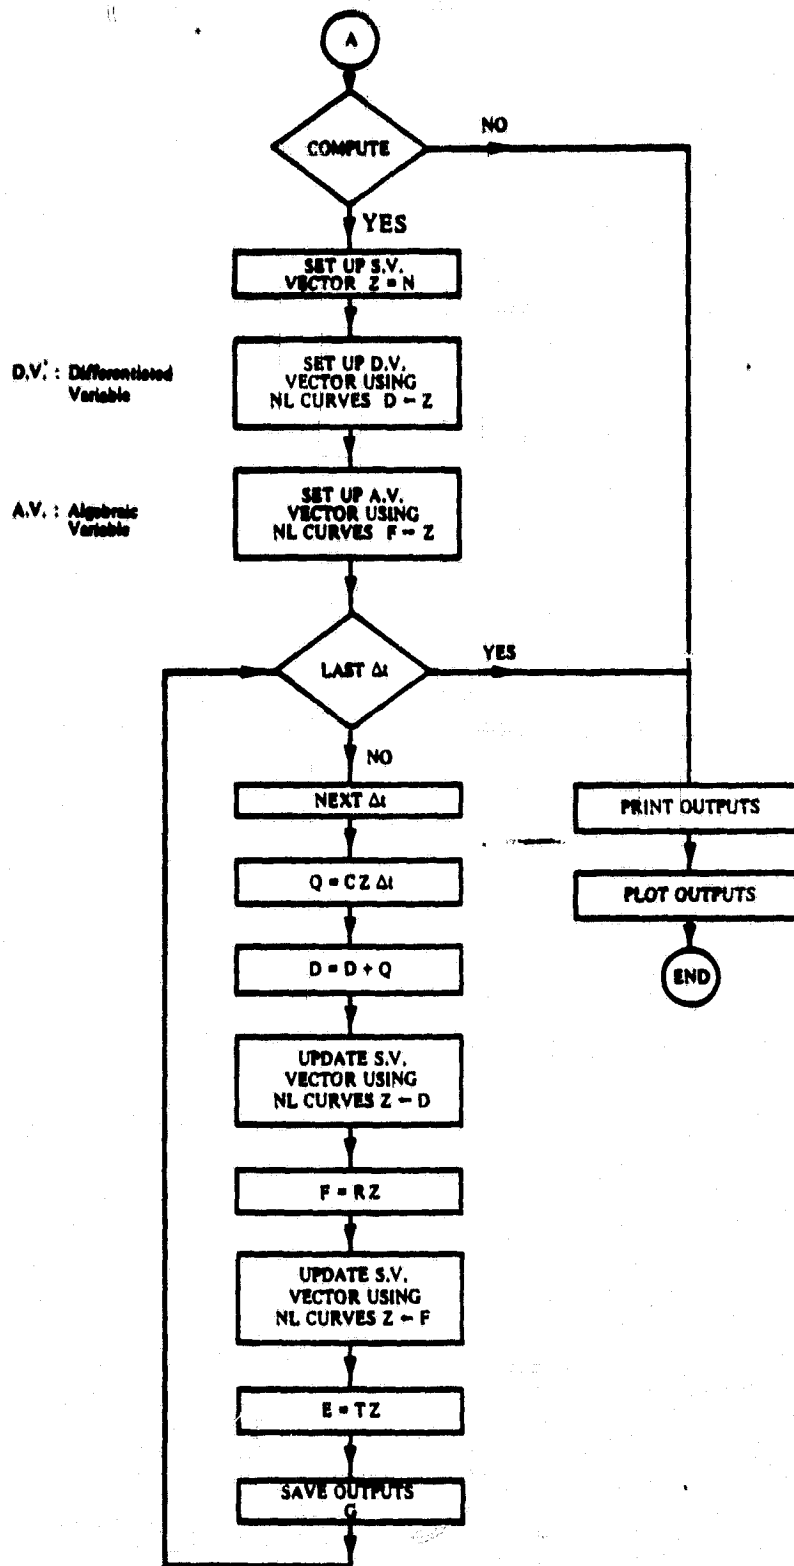 A
COMPUTE
NO
YES
SET UP S.V.
VECTOR Z = N
D.V. : Differentiated
Variable
SET UP D.V.
VECTOR USING
NL CURVES D ← Z
A.V. : Algebraic
Variable
SET UP A.V.
VECTOR USING
NL CURVES F ← Z
LAST Δt
YES
NO
NEXT Δt
PRINT OUTPUTS
Q = C Z Δt
PLOT OUTPUTS
D = D + Q
END
UPDATE S.V.
VECTOR USING
NL CURVES Z ← D
F = R Z
UPDATE S.V.
VECTOR USING
NL CURVES Z ← F
E = T Z
SAVE OUTPUTS
G